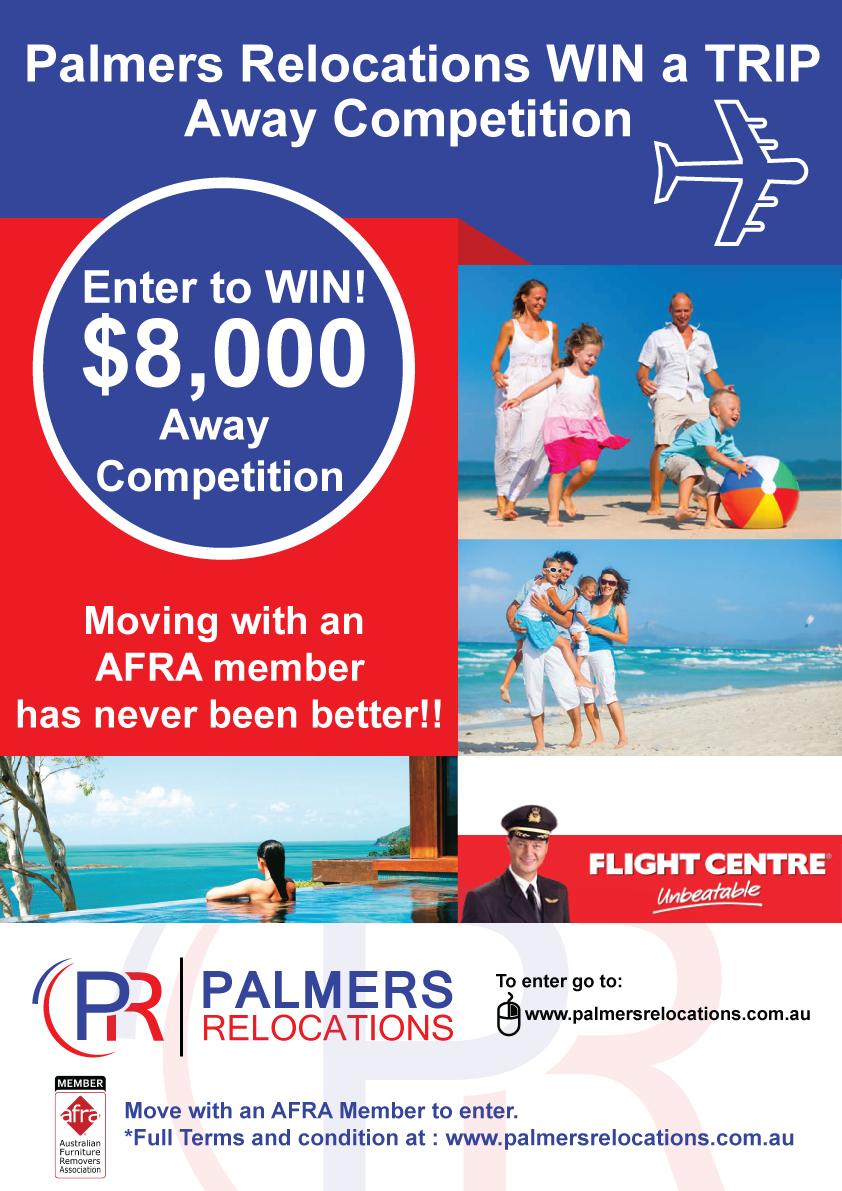 Palmers Relocations WIN a TRIP
Away Competition
Enter to WIN!
$8,000
Away
Competition
Moving with an
AFRA member
has never been better!!
FLIGHT CENTRE®
Unbeatable
PR
PALMERS
RELOCATIONS
To enter go to:
www.palmersrelocations.com.au
MEMBER
afra
Australian
Furniture
Removers
Association
Move with an AFRA Member to enter.
*Full Terms and condition at : www.palmersrelocations.com.au